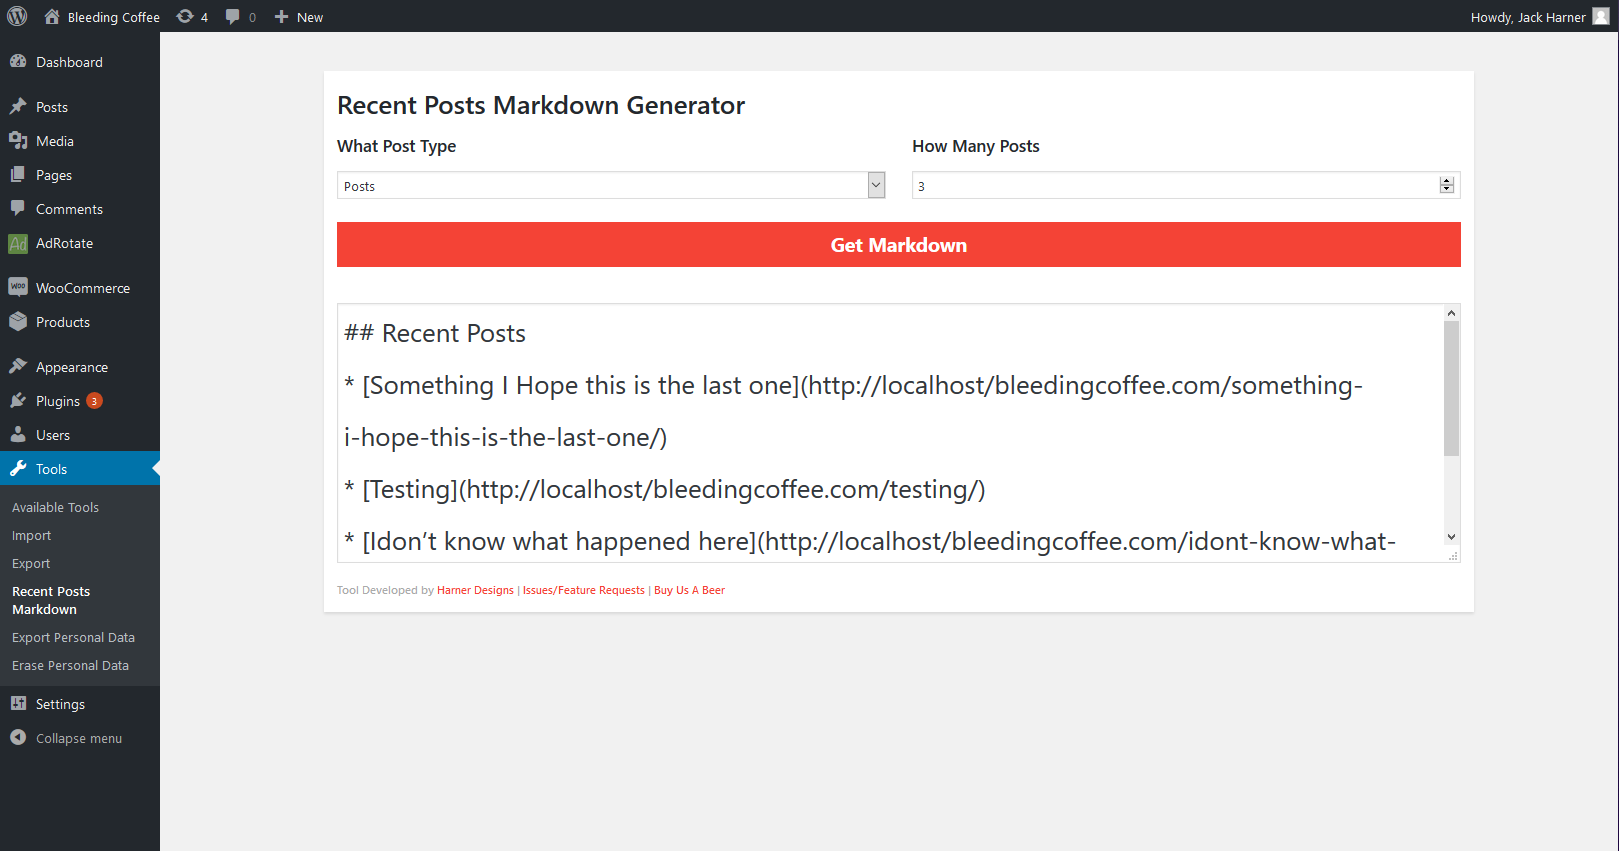 Bleeding Coffee 4 0 New Howdy, Jack Harner
Dashboard
Posts
Media
Pages
Comments
Ad AdRotate
Woo WooCommerce
Products
Appearance
Plugins 3
Users
Tools
Available Tools
Import
Export
Recent Posts
Markdown
Export Personal Data
Erase Personal Data
Settings
Collapse menu
Recent Posts Markdown Generator
What Post Type How Many Posts
Posts 3
Get Markdown
## Recent Posts
* [Something I Hope this is the last one](http://localhost/bleedingcoffee.com/something-
i-hope-this-is-the-last-one/)
* [Testing](http://localhost/bleedingcoffee.com/testing/)
* [Idon’t know what happened here](http://localhost/bleedingcoffee.com/idont-know-what-
Tool Developed by Harner Designs | Issues/Feature Requests | Buy Us A Beer